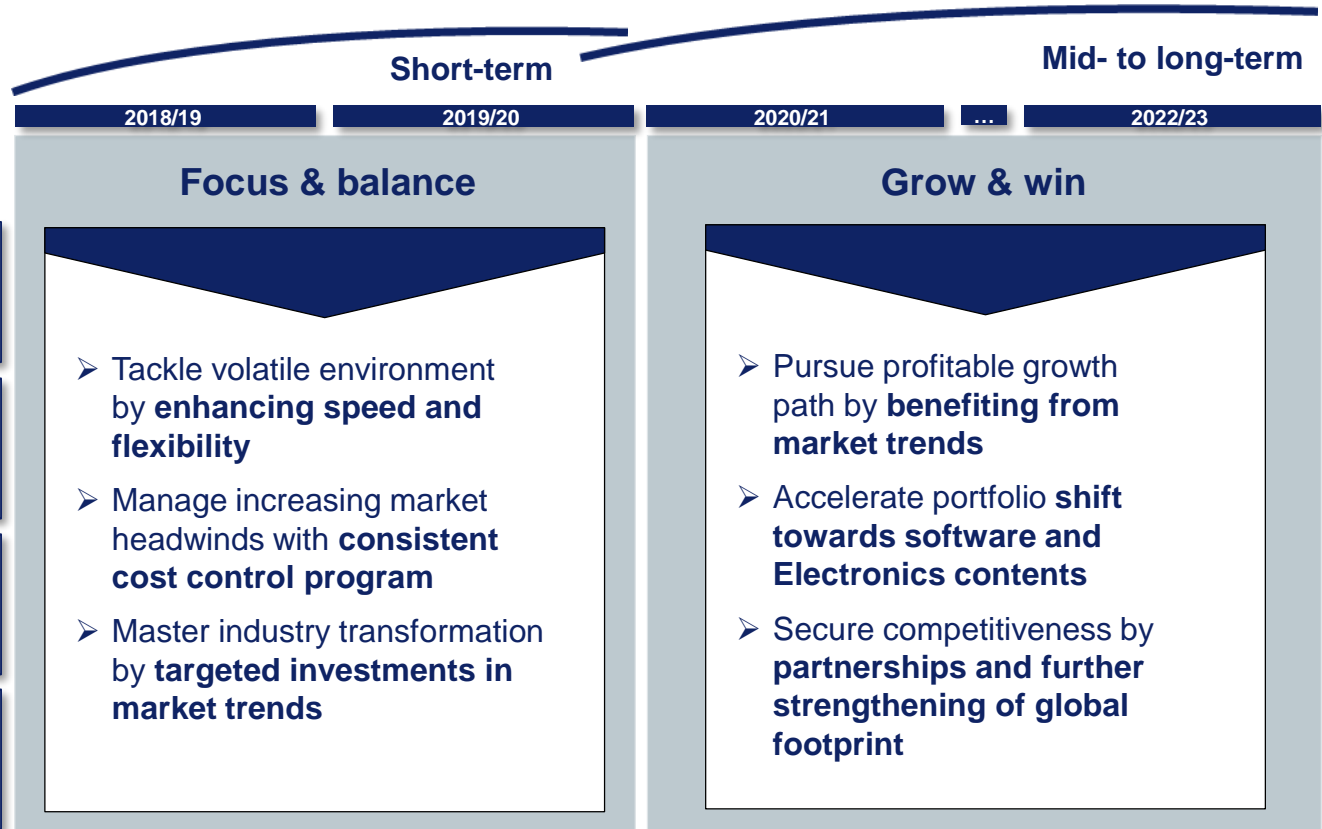 Short-term
Mid- to long-term
2018/19
2019/20
2020/21
...
2022/23
Focus & balance
➢ Tackle volatile environment
by enhancing speed and
flexibility
➢ Manage increasing market
headwinds with consistent
cost control program
➢ Master industry transformation
by targeted investments in
market trends
Grow & win
➢ Pursue profitable growth
path by benefiting from
market trends
➢ Accelerate portfolio shift
towards software and
Electronics contents
➢ Secure competitiveness by
partnerships and further
strengthening of global
footprint